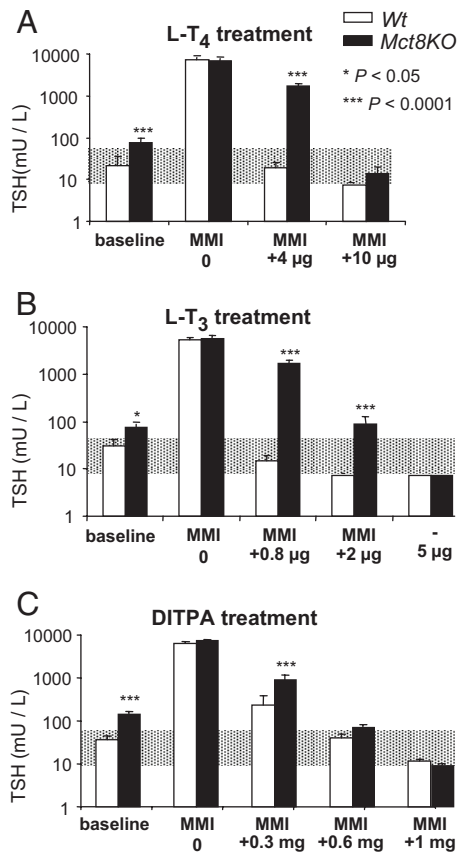 A
L-T4 treatment
Wt
Mct8KO
* P < 0.05
*** P < 0.0001
TSH(mU / L)
10000
1000
100
10
1
***
***
baseline MMI MMI MMI
0 +4 µg +10 µg
B
L-T3 treatment
TSH (mU / L)
10000
1000
100
10
1
*
***
***
baseline MMI MMI MMI -
0 +0.8 µg +2 µg 5 µg
C
DITPA treatment
TSH (mU / L)
10000
1000
100
10
1
***
***
baseline MMI MMI MMI MMI
0 +0.3 mg +0.6 mg +1 mg